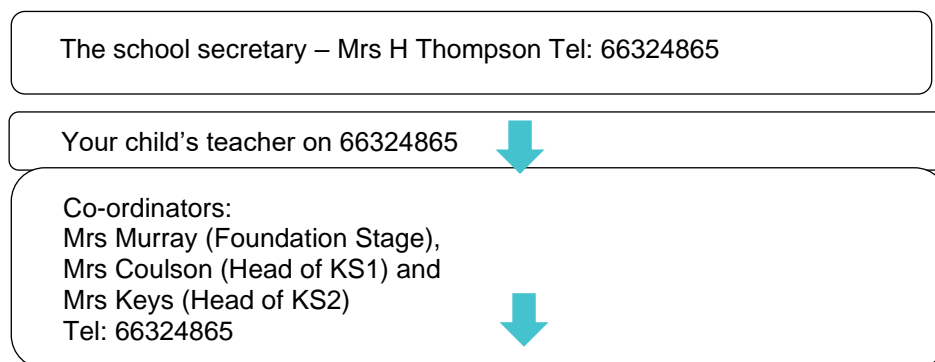 The school secretary – Mrs H Thompson Tel: 66324865
Your child’s teacher on 66324865
Co-ordinators:
Mrs Murray (Foundation Stage),
Mrs Coulson (Head of KS1) and
Mrs Keys (Head of KS2)
Tel: 66324865